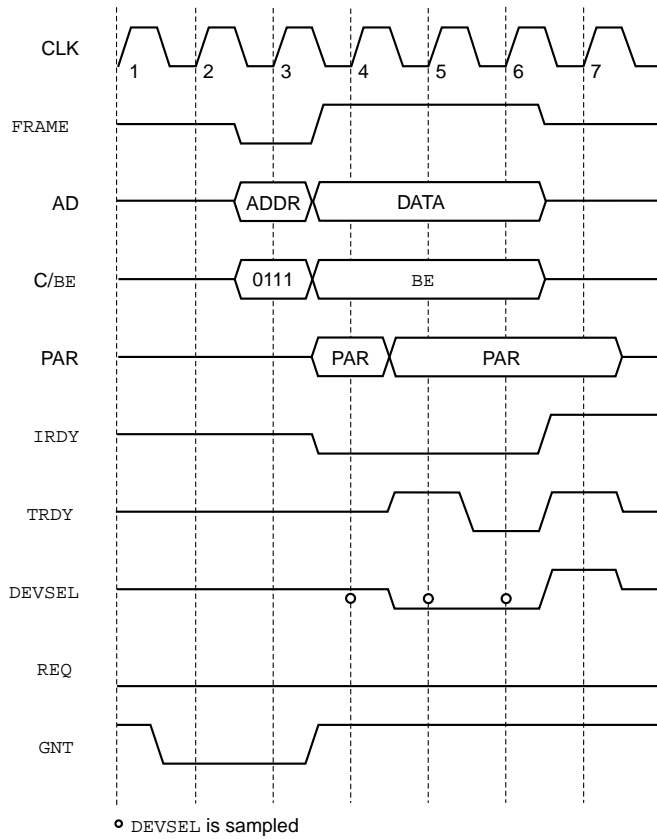 CLK
1 2 3 4 5 6 7
FRAME
AD ADDR DATA
C/BE 0111 BE
PAR PAR PAR
IRDY
TRDY
DEVSEL
REQ
GNT
DEVSEL is sampled